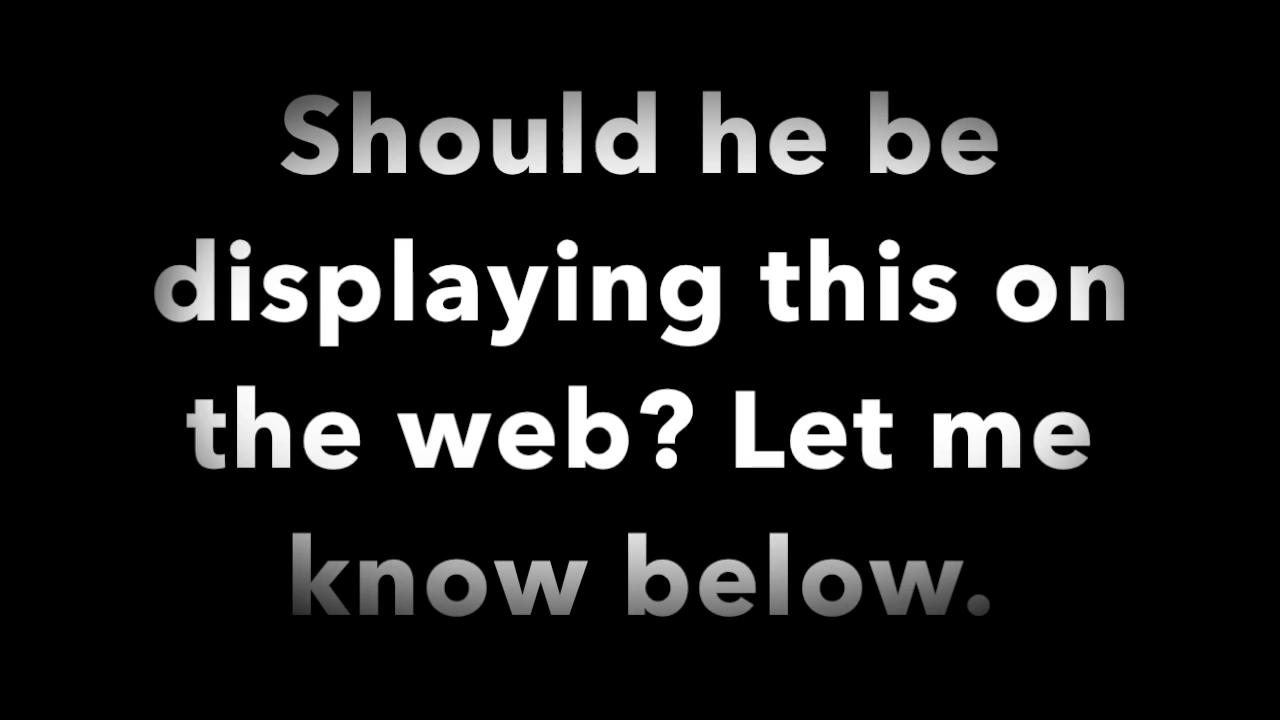 Should he be
displaying this on
the web? Let me
know below.